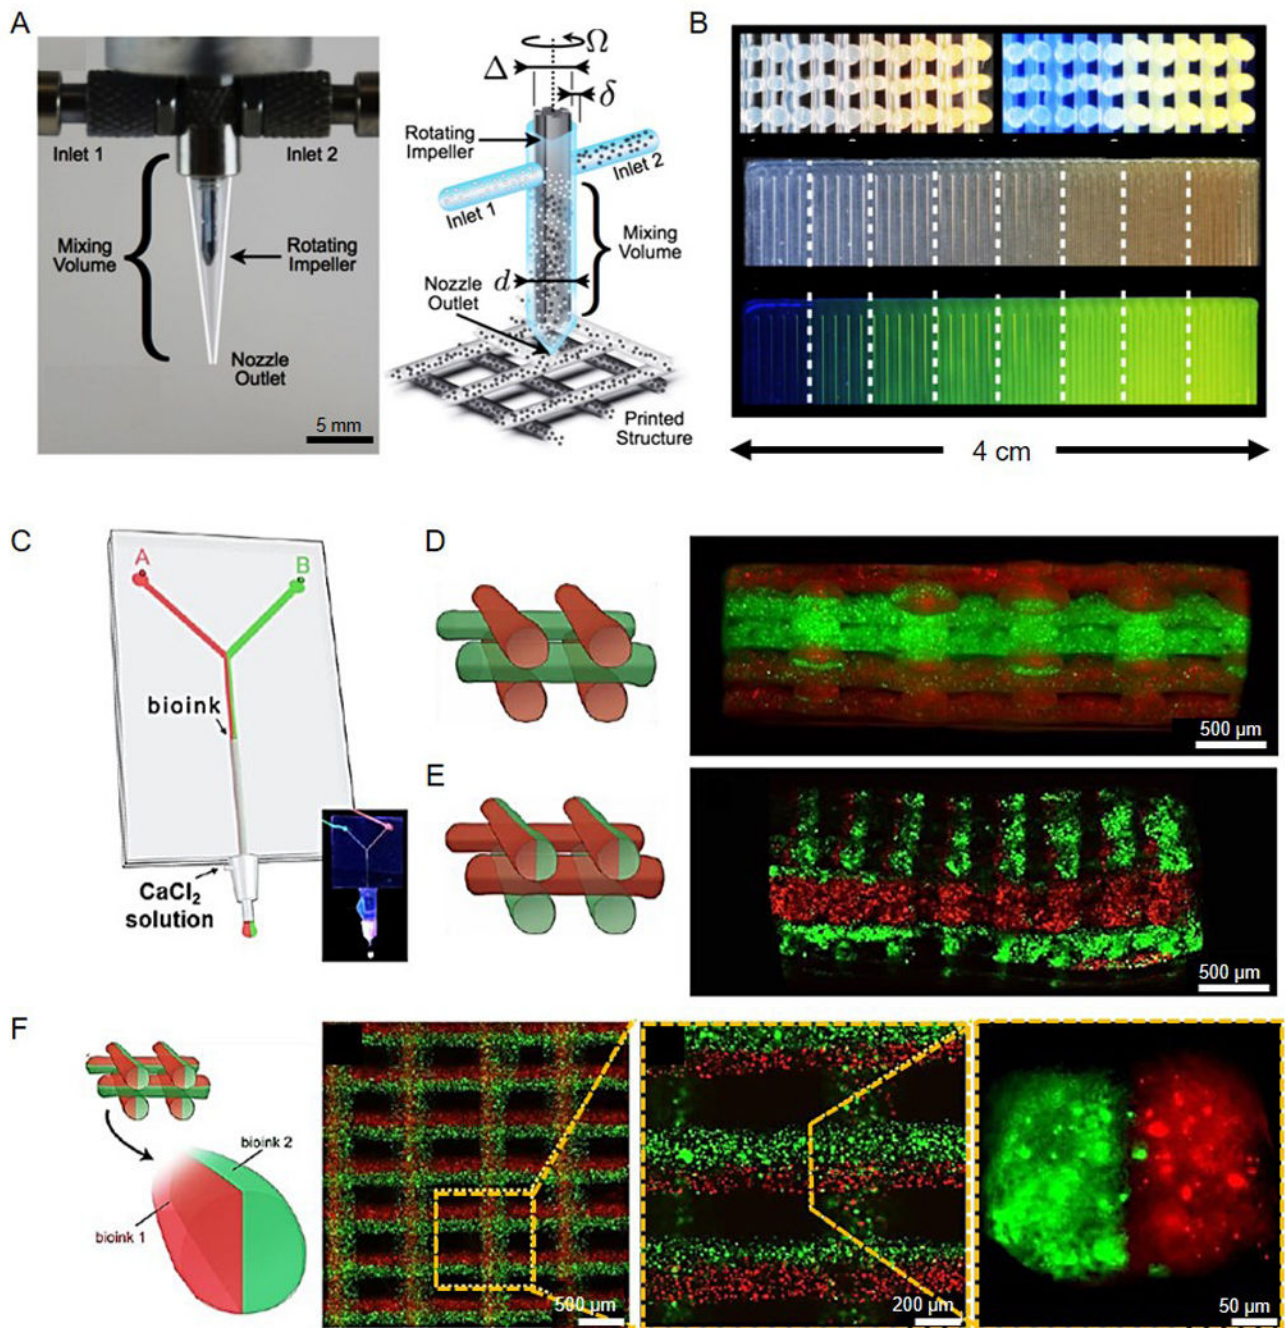 A
Inlet 1
Inlet 2
Mixing
Volume
Rotating
Impeller
Nozzle
Outlet
5 mm
Ω
Δ
δ
Rotating
Impeller
Inlet 2
Inlet 1
Mixing
Volume
d
Nozzle
Outlet
Printed
Structure
B
4 cm
C
A
B
bioink
CaCl₂
solution
D
500 µm
E
500 µm
F
bioink 2
bioink 1
500 µm
200 µm
50 µm